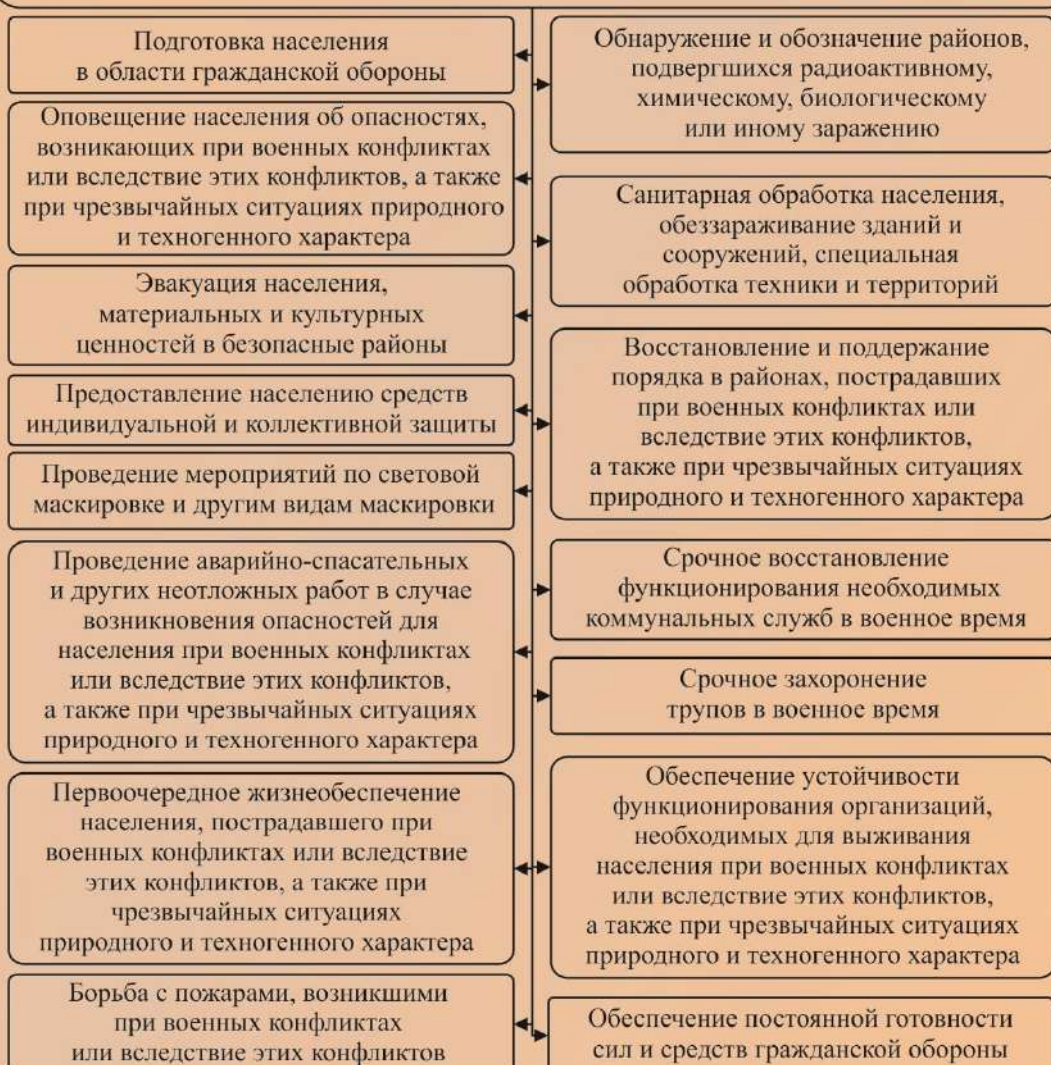 Подготовка населения
в области гражданской обороны
Оповещение населения об опасностях,
возникающих при военных конфликтах
или вследствие этих конфликтов, а также
при чрезвычайных ситуациях природного
и техногенного характера
Эвакуация населения,
материальных и культурных
ценностей в безопасные районы
Предоставление населению средств
индивидуальной и коллективной защиты
Проведение мероприятий по световой
маскировке и другим видам маскировки
Проведение аварийно-спасательных
и других неотложных работ в случае
возникновения опасностей для
населения при военных конфликтах
или вследствие этих конфликтов,
а также при чрезвычайных ситуациях
природного и техногенного характера
Первоочередное жизнеобеспечение
населения, пострадавшего при
военных конфликтах или вследствие
этих конфликтов, а также при
чрезвычайных ситуациях
природного и техногенного характера
Борьба с пожарами, возникшими
при военных конфликтах
или вследствие этих конфликтов
Обнаружение и обозначение районов,
подвергшихся радиоактивному,
химическому, биологическому
или иному заражению
Санитарная обработка населения,
обеззараживание зданий и
сооружений, специальная
обработка техники и территорий
Восстановление и поддержание
порядка в районах, пострадавших
при военных конфликтах или
вследствие этих конфликтов,
а также при чрезвычайных ситуациях
природного и техногенного характера
Срочное восстановление
функционирования необходимых
коммунальных служб в военное время
Срочное захоронение
трупов в военное время
Обеспечение устойчивости
функционирования организаций,
необходимых для выживания
населения при военных конфликтах
или вследствие этих конфликтов,
а также при чрезвычайных ситуациях
природного и техногенного характера
Обеспечение постоянной готовности
сил и средств гражданской обороны